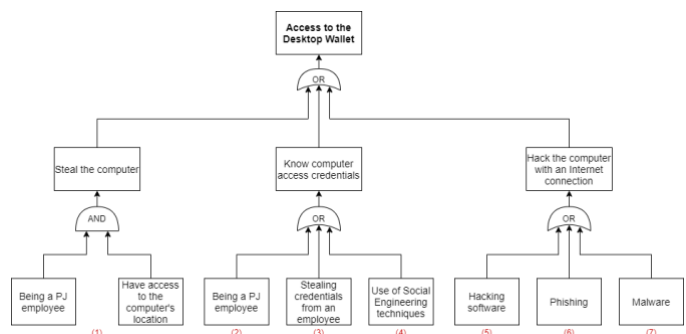 Access to the
Desktop Wallet
OR
Steal the computer
Know computer
access credentials
Hack the computer
with an Internet
connection
AND
OR
OR
Being a PJ
employee
Have access
to the
computer's
location
Being a PJ
employee
Stealing
credentials
from an
employee
Use of Social
Engineering
techniques
Hacking
software
Phishing
Malware
(1)
(2)
(3)
(4)
(5)
(6)
(7)